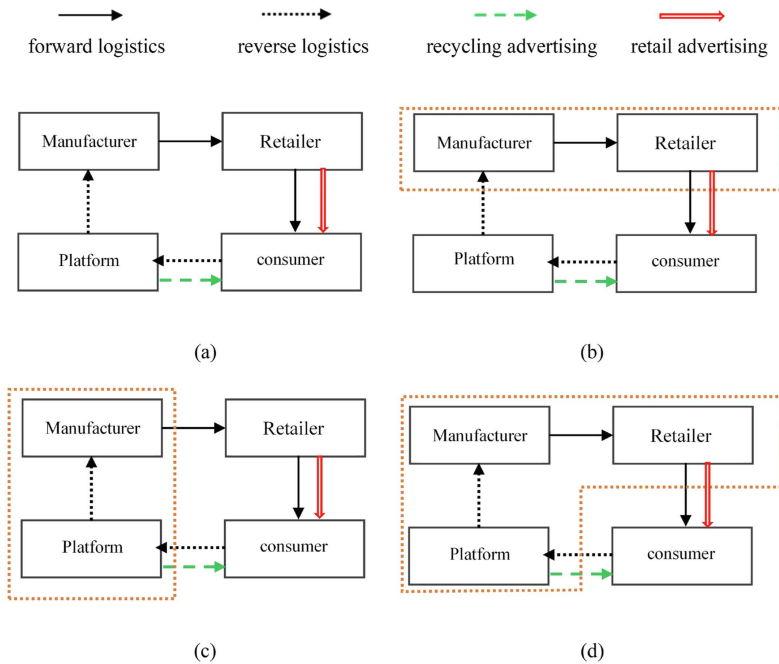 forward logistics reverse logistics recycling advertising retail advertising
Manufacturer Retailer Manufacturer Retailer
Platform consumer Platform consumer
(a) (b)
Manufacturer Retailer Manufacturer Retailer
Platform consumer Platform consumer
(c) (d)